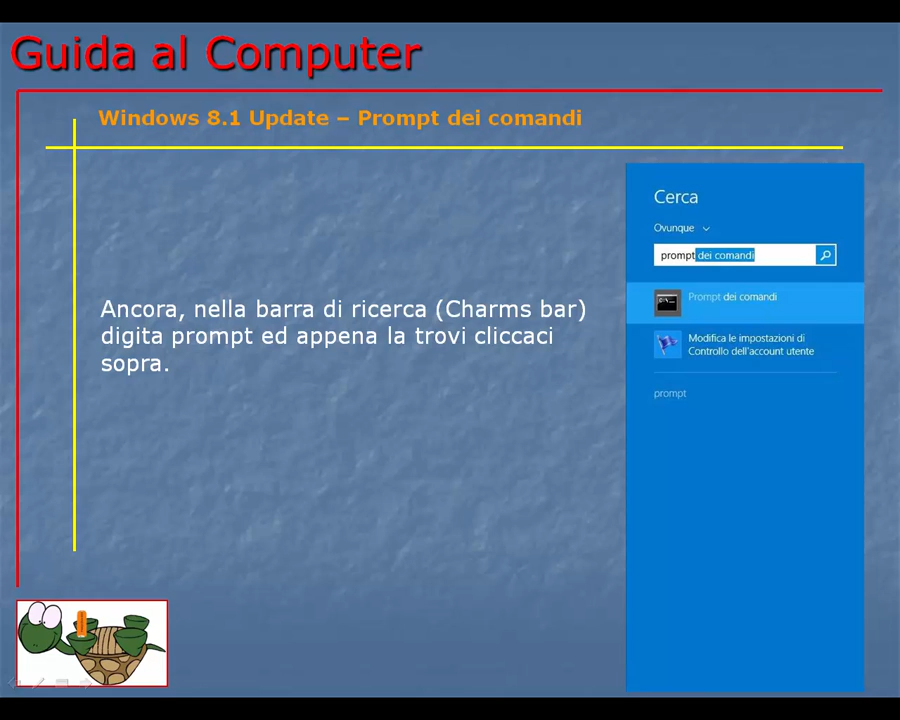 Guida al Computer
Windows 8.1 Update – Prompt dei comandi
Ancora, nella barra di ricerca (Charms bar)
digita prompt ed appena la trovi cliccaci
sopra.
Cerca
Ovunque
prompt dei comandi
Prompt dei comandi
Modifica le impostazioni di
Controllo dell'account utente
prompt